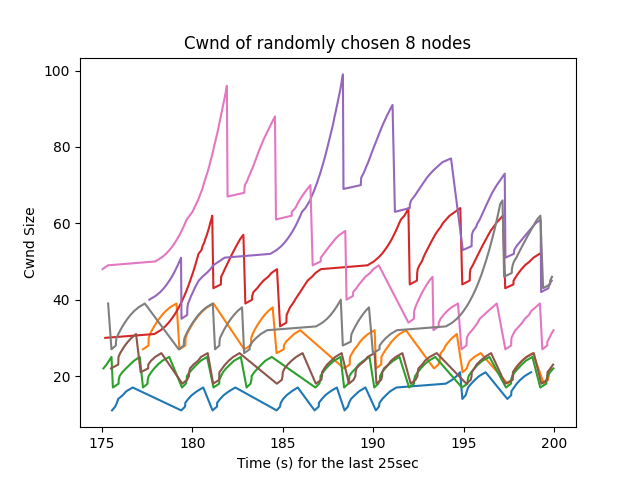 Cwnd of randomly chosen 8 nodes
100
80
60
40
20
Cwnd Size
175 180 185 190 195 200
Time (s) for the last 25sec